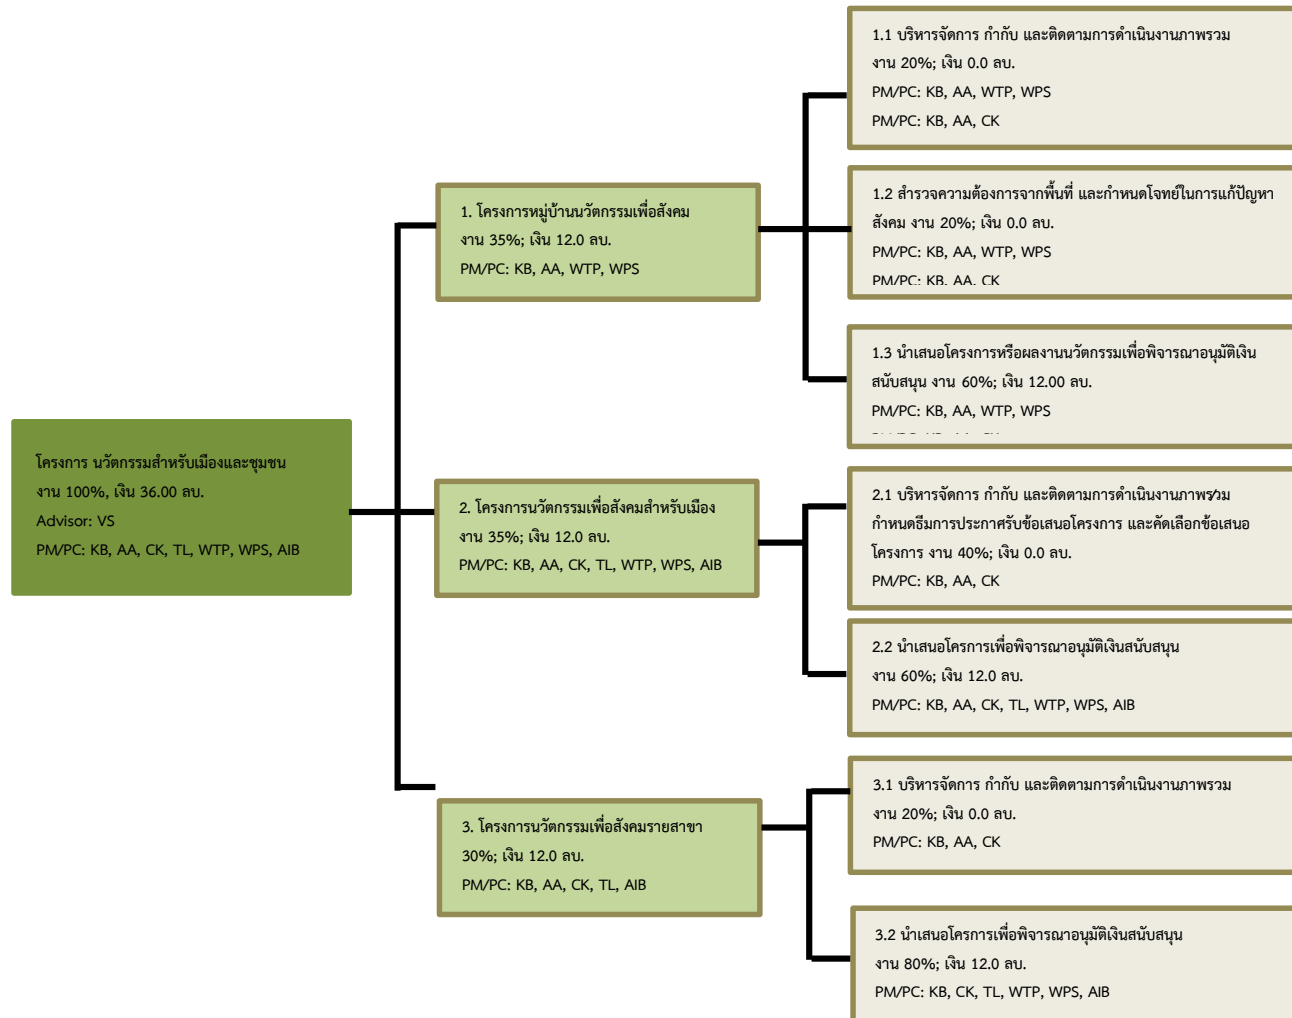 โครงการ นวัตกรรมสำหรับเมืองและชุมชน
งาน 100%, เงิน 36.00 ลบ.
Advisor: VS
PM/PC: KB, AA, CK, TL, WTP, WPS, AIB
1. โครงการหมู่บ้านนวัตกรรมเพื่อสังคม
งาน 35%; เงิน 12.0 ลบ.
PM/PC: KB, AA, WTP, WPS
1.1 บริหารจัดการ กำกับ และติดตามการดำเนินงานภาพรวม
งาน 20%; เงิน 0.0 ลบ.
PM/PC: KB, AA, WTP, WPS
PM/PC: KB, AA, CK
1.2 สำรวจความต้องการจากพื้นที่ และกำหนดโจทย์ในการแก้ปัญหา
สังคม งาน 20%; เงิน 0.0 ลบ.
PM/PC: KB, AA, WTP, WPS
PM/PC: KB, AA, CK
1.3 นำเสนอโครงการหรือผลงานนวัตกรรมเพื่อพิจารณาอนุมัติเงิน
สนับสนุน งาน 60%; เงิน 12.00 ลบ.
PM/PC: KB, AA, WTP, WPS
2. โครงการนวัตกรรมเพื่อสังคมสำหรับเมือง
งาน 35%; เงิน 12.0 ลบ.
PM/PC: KB, AA, CK, TL, WTP, WPS, AIB
2.1 บริหารจัดการ กำกับ และติดตามการดำเนินงานภาพรวม
กำหนดธีมการประกาศรับข้อเสนอโครงการ และคัดเลือกข้อเสนอ
โครงการ งาน 40%; เงิน 0.0 ลบ.
PM/PC: KB, AA, CK
2.2 นำเสนอโครการเพื่อพิจารณาอนุมัติเงินสนับสนุน
งาน 60%; เงิน 12.0 ลบ.
PM/PC: KB, AA, CK, TL, WTP, WPS, AIB
3. โครงการนวัตกรรมเพื่อสังคมรายสาขา
30%; เงิน 12.0 ลบ.
PM/PC: KB, AA, CK, TL, AIB
3.1 บริหารจัดการ กำกับ และติดตามการดำเนินงานภาพรวม
งาน 20%; เงิน 0.0 ลบ.
PM/PC: KB, AA, CK
3.2 นำเสนอโครการเพื่อพิจารณาอนุมัติเงินสนับสนุน
งาน 80%; เงิน 12.0 ลบ.
PM/PC: KB, CK, TL, WTP, WPS, AIB